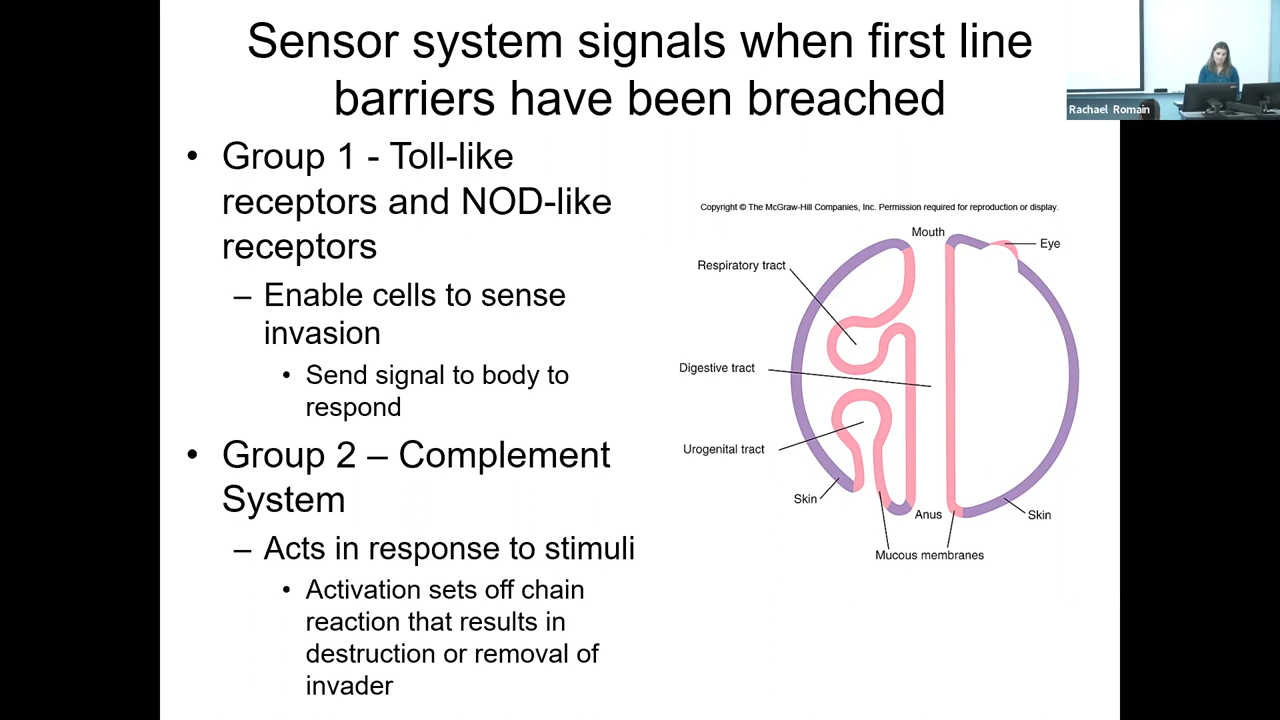 Sensor system signals when first line
barriers have been breached
Rachael Romain
• Group 1 - Toll-like
receptors and NOD-like
receptors
– Enable cells to sense
invasion
• Send signal to body to
respond
• Group 2 – Complement
System
– Acts in response to stimuli
• Activation sets off chain
reaction that results in
destruction or removal of
invader
Copyright © The McGraw-Hill Companies, Inc. Permission required for reproduction or display.
Mouth
Eye
Respiratory tract
Digestive tract
Urogenital tract
Skin
Anus
Skin
Mucous membranes